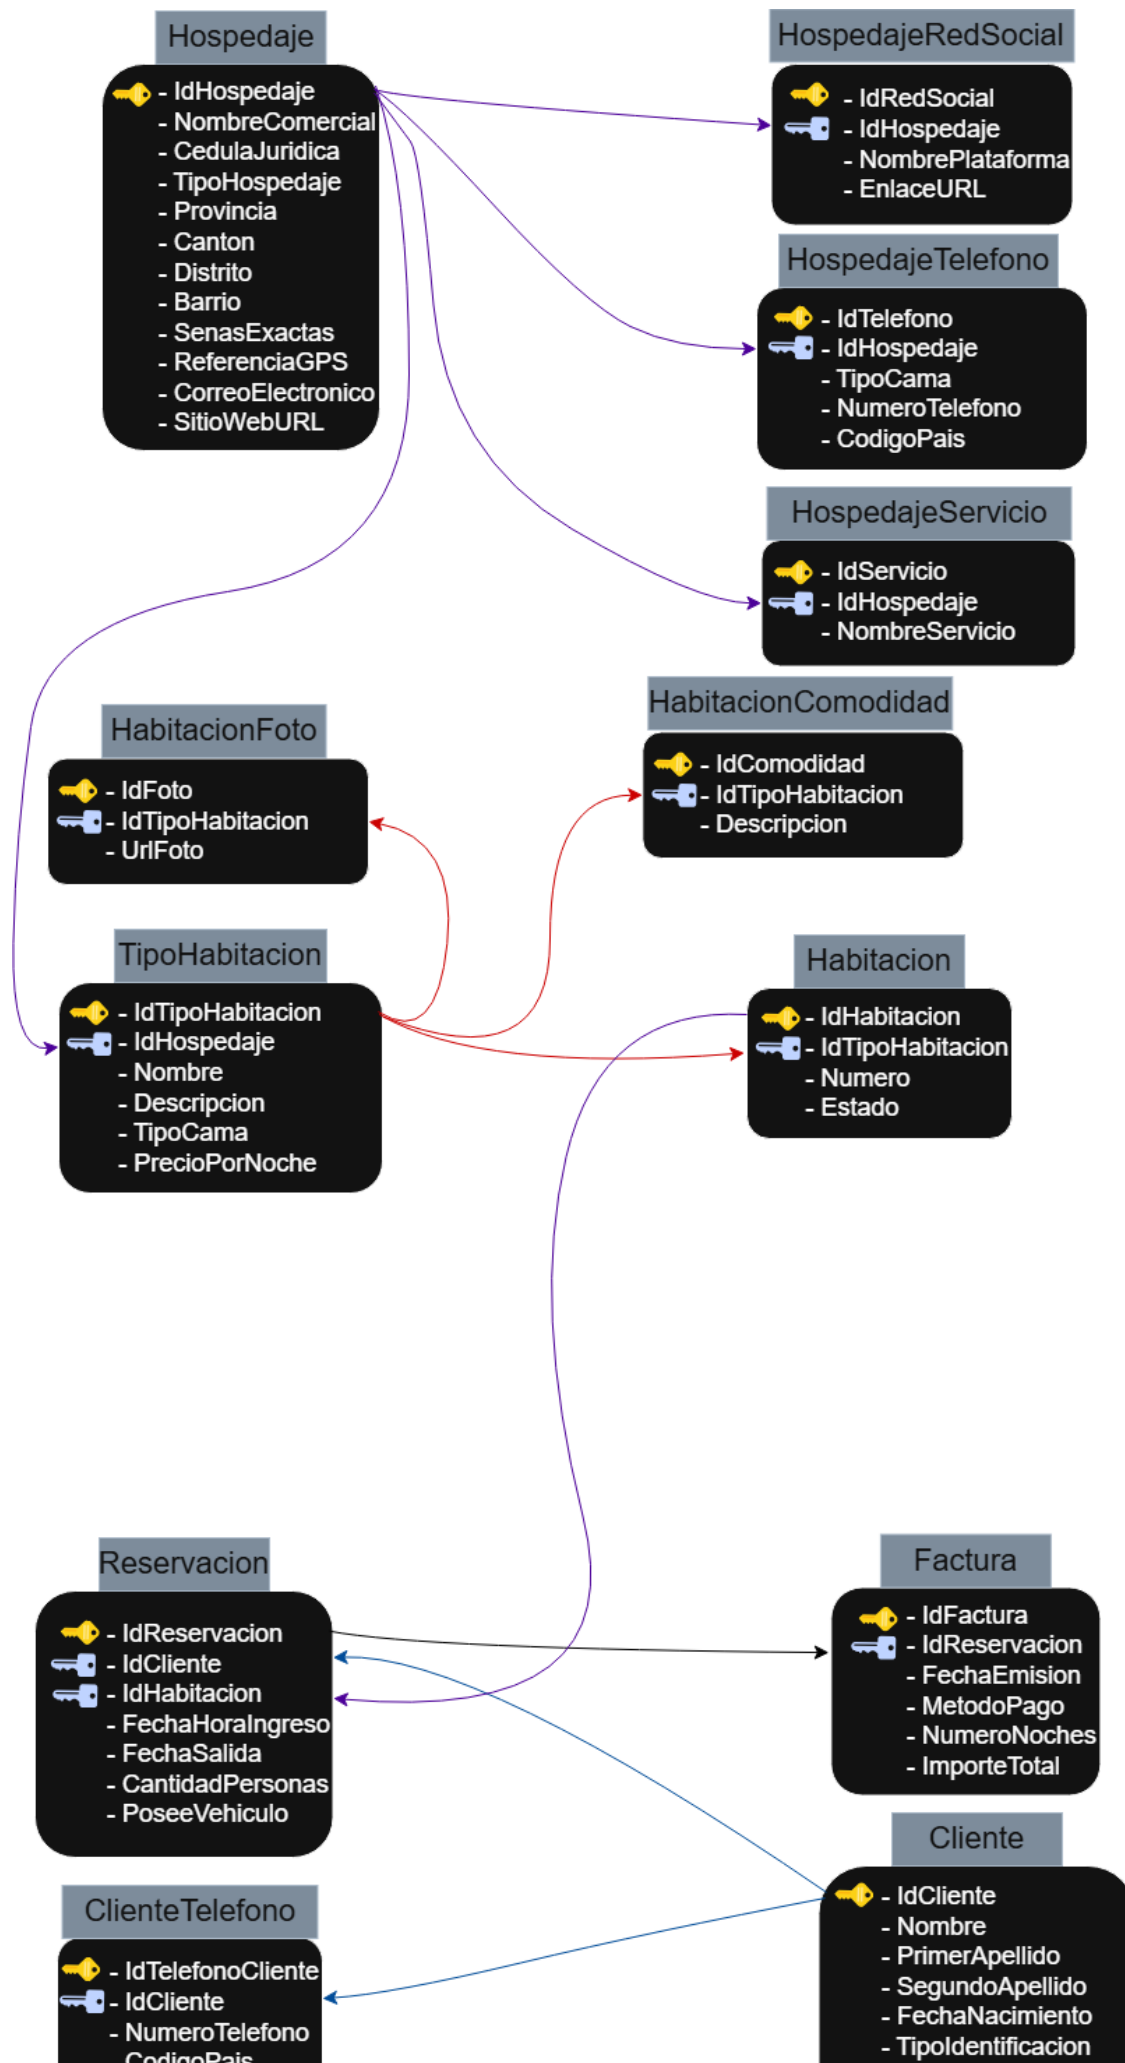 Hospedaje
- IdHospedaje
- NombreComercial
- CedulaJuridica
- TipoHospedaje
- Provincia
- Canton
- Distrito
- Barrio
- SenasExactas
- ReferenciaGPS
- CorreoElectronico
- SitioWebURL
HospedajeRedSocial
- IdRedSocial
- IdHospedaje
- NombrePlataforma
- EnlaceURL
HospedajeTelefono
- IdTelefono
- IdHospedaje
- TipoCama
- NumeroTelefono
- CodigoPais
HospedajeServicio
- IdServicio
- IdHospedaje
- NombreServicio
HabitacionFoto
- IdFoto
- IdTipoHabitacion
- UrlFoto
HabitacionComodidad
- IdComodidad
- IdTipoHabitacion
- Descripcion
TipoHabitacion
- IdTipoHabitacion
- IdHospedaje
- Nombre
- Descripcion
- TipoCama
- PrecioPorNoche
Habitacion
- IdHabitacion
- IdTipoHabitacion
- Numero
- Estado
Reservacion
- IdReservacion
- IdCliente
- IdHabitacion
- FechaHoraIngreso
- FechaSalida
- CantidadPersonas
- PoseeVehiculo
Factura
- IdFactura
- IdReservacion
- FechaEmision
- MetodoPago
- NumeroNoches
- ImporteTotal
ClienteTelefono
- IdTelefonoCliente
- IdCliente
- NumeroTelefono
- CodigoPais
Cliente
- IdCliente
- Nombre
- PrimerApellido
- SegundoApellido
- FechaNacimiento
- TipoIdentificacion